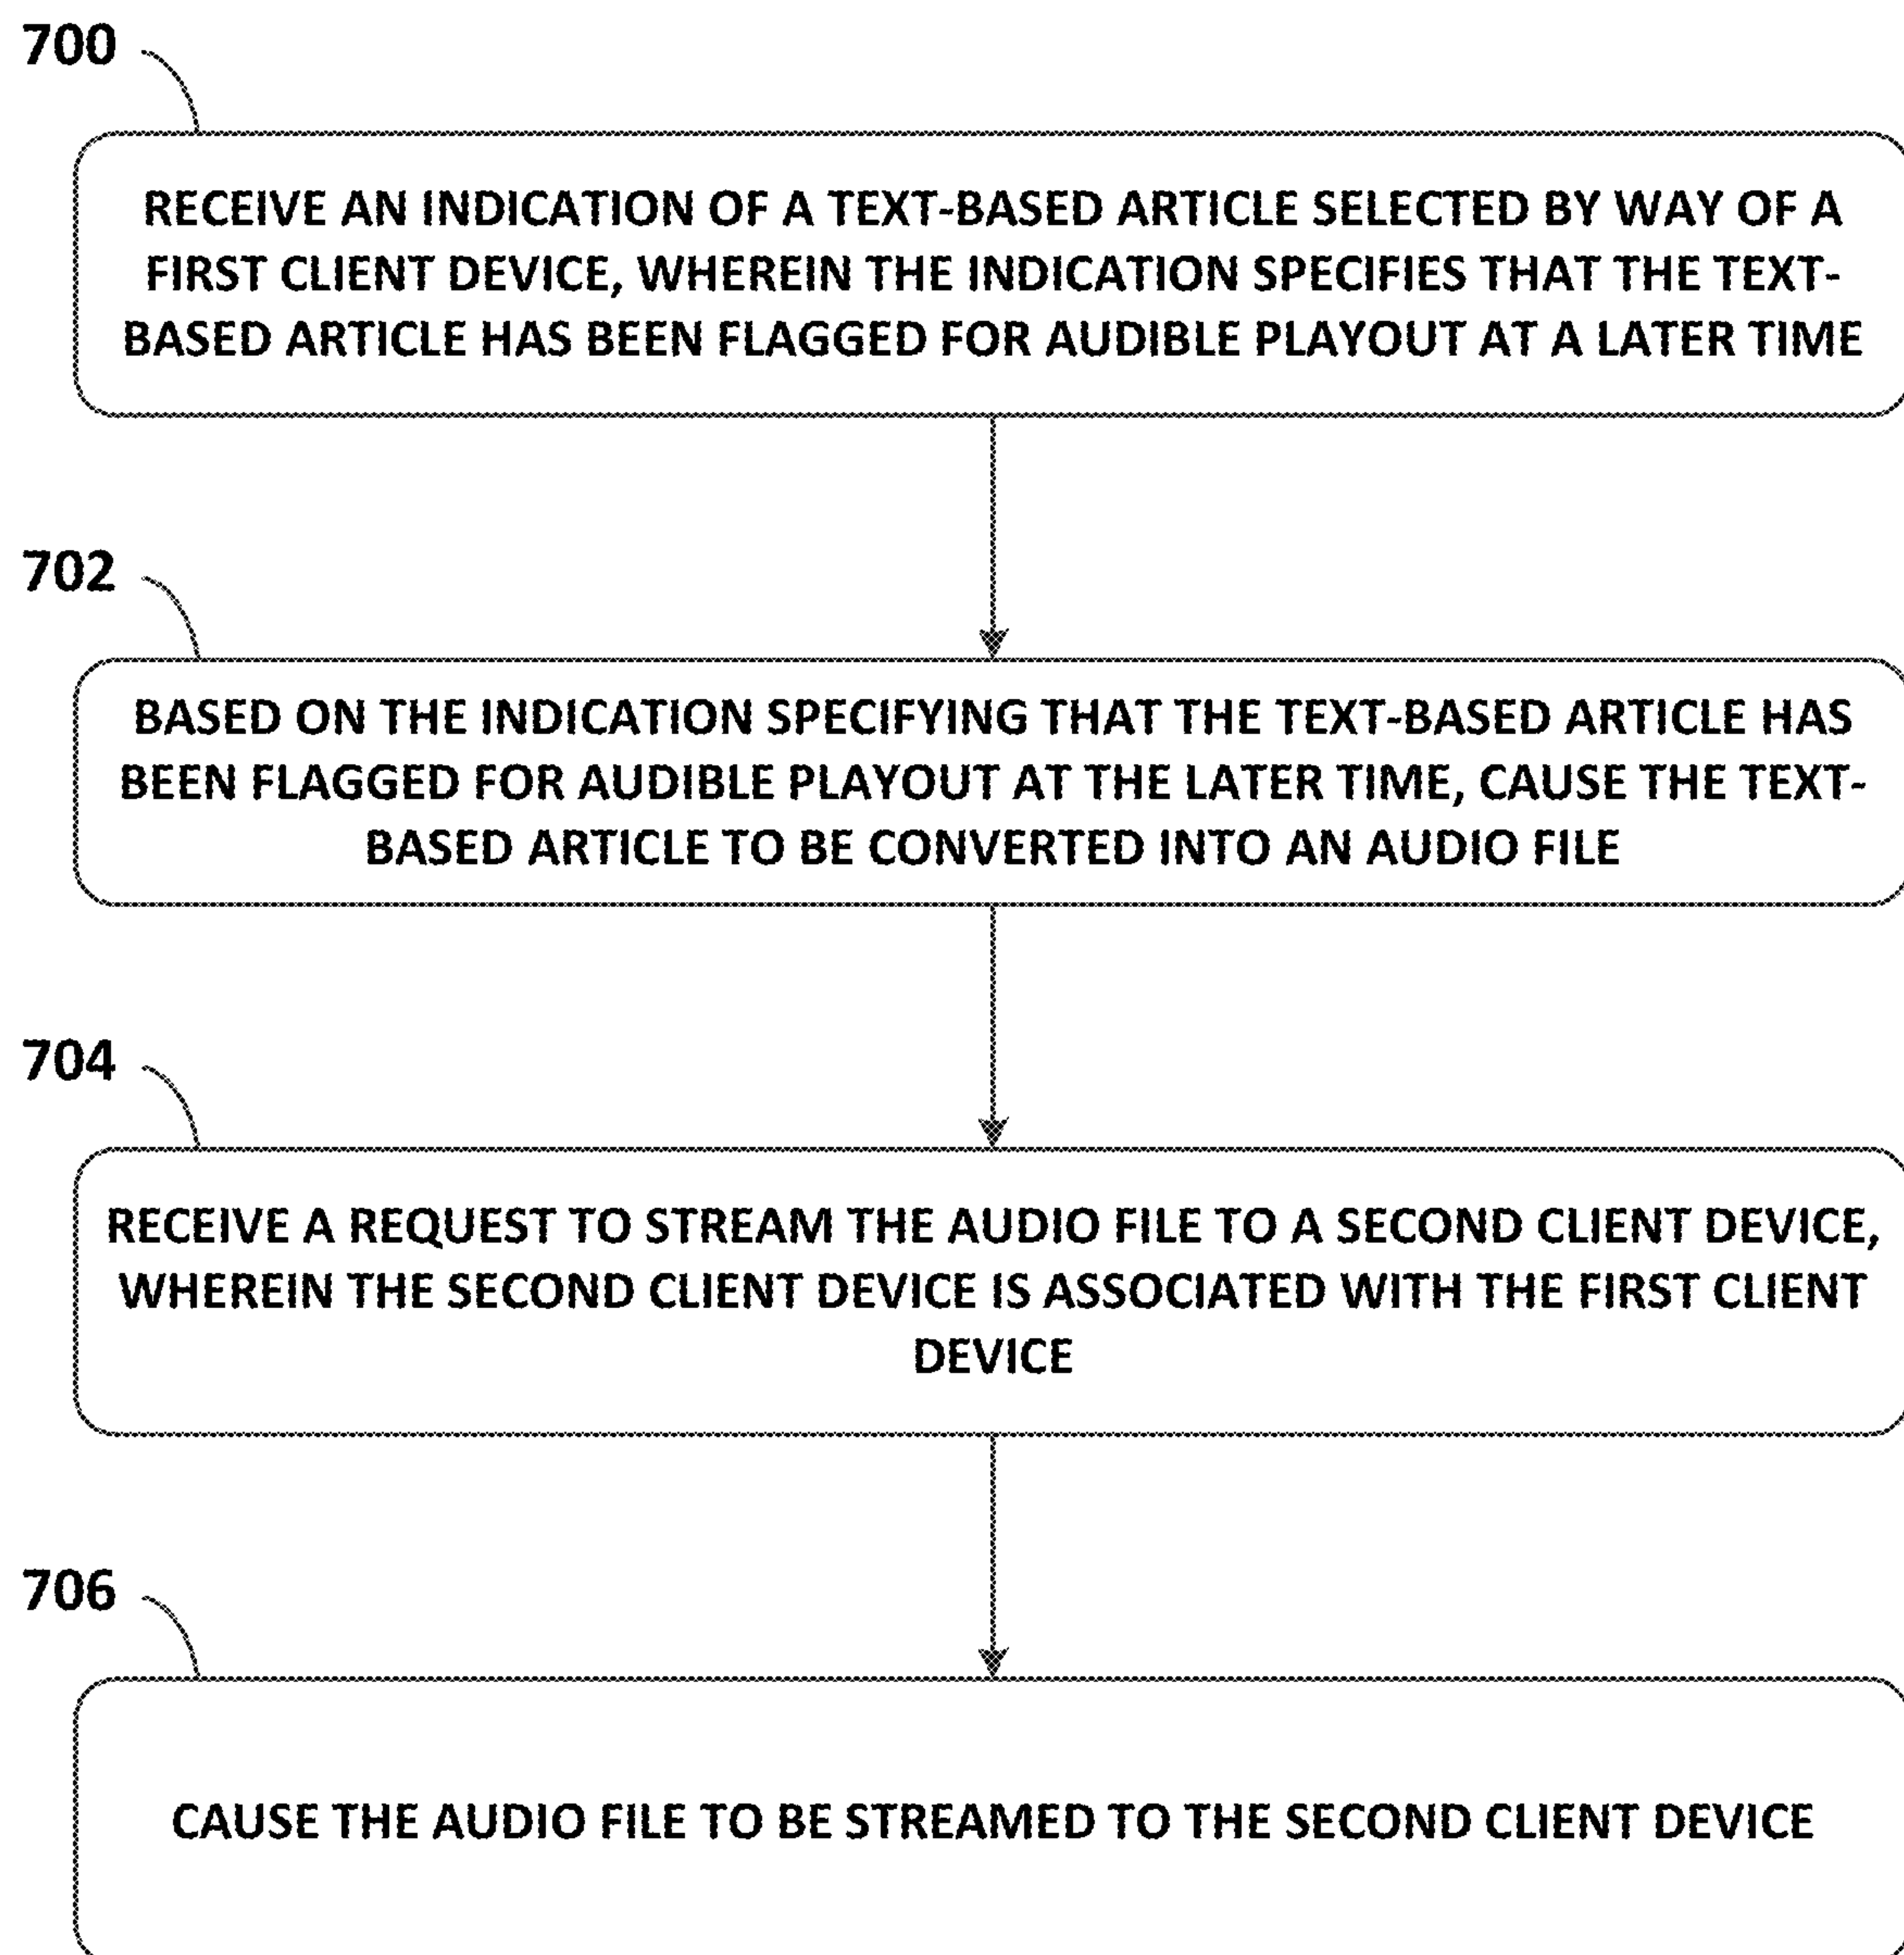 700
RECEIVE AN INDICATION OF A TEXT-BASED ARTICLE SELECTED BY WAY OF A
FIRST CLIENT DEVICE, WHEREIN THE INDICATION SPECIFIES THAT THE TEXT-
BASED ARTICLE HAS BEEN FLAGGED FOR AUDIBLE PLAYOUT AT A LATER TIME
702
BASED ON THE INDICATION SPECIFYING THAT THE TEXT-BASED ARTICLE HAS
BEEN FLAGGED FOR AUDIBLE PLAYOUT AT THE LATER TIME, CAUSE THE TEXT-
BASED ARTICLE TO BE CONVERTED INTO AN AUDIO FILE
704
RECEIVE A REQUEST TO STREAM THE AUDIO FILE TO A SECOND CLIENT DEVICE,
WHEREIN THE SECOND CLIENT DEVICE IS ASSOCIATED WITH THE FIRST CLIENT
DEVICE
706
CAUSE THE AUDIO FILE TO BE STREAMED TO THE SECOND CLIENT DEVICE